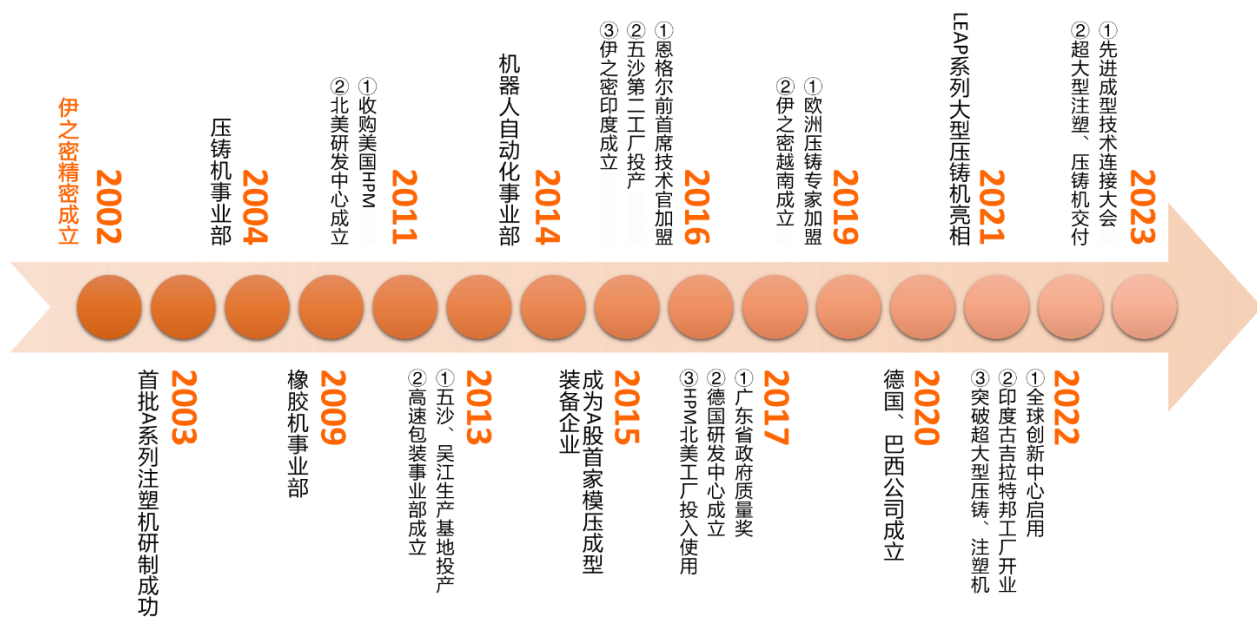 2002
伊之密精密成立
2003
首批A系列注塑机研制成功
2004
压铸机事业部
2009
橡胶机事业部
2011
①收购美国HPM
②北美研发中心成立
2013
①五沙、吴江生产基地投产
②高速包装事业部成立
2014
机器人自动化事业部
2015
成为A股首家模压成型
装备企业
2016
①恩格尔前首席技术官加盟
②五沙第二工厂投产
③伊之密印度成立
2017
①广东省政府质量奖
②德国研发中心成立
③HPM北美工厂投入使用
2019
①欧洲压铸专家加盟
②伊之密越南成立
2020
德国、巴西公司成立
2021
LEAP系列大型压铸机亮相
2022
①全球创新中心启用
②印度古吉拉特邦工厂开业
③突破超大型压铸、注塑机
2023
①先进成型技术连接大会
②超大型注塑、压铸机交付